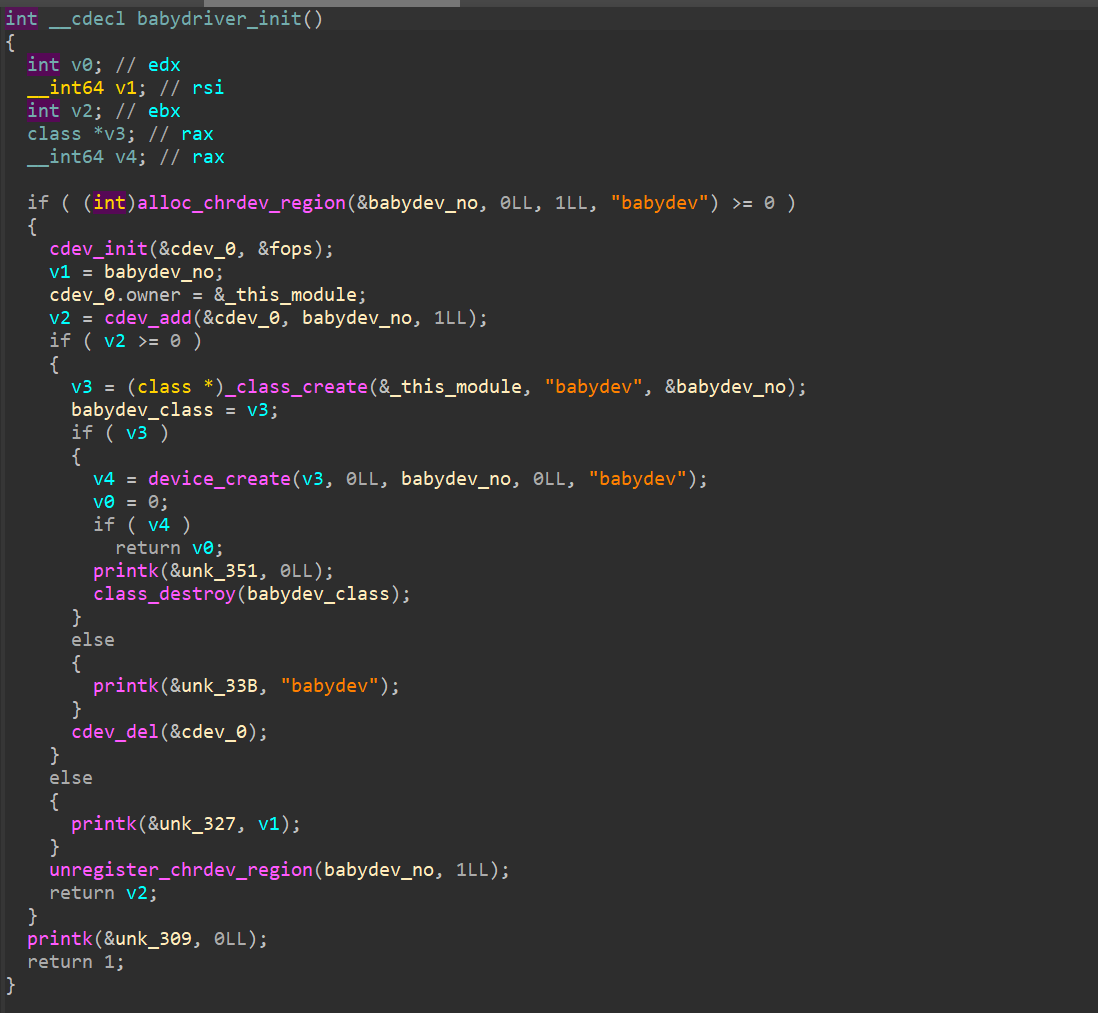 int __cdecl babydriver_init()
{
  int v0; // edx
  __int64 v1; // rsi
  int v2; // ebx
  class *v3; // rax
  __int64 v4; // rax

  if ( (int)alloc_chrdev_region(&babydev_no, 0LL, 1LL, "babydev") >= 0 )
  {
    cdev_init(&cdev_0, &fops);
    v1 = babydev_no;
    cdev_0.owner = &_this_module;
    v2 = cdev_add(&cdev_0, babydev_no, 1LL);
    if ( v2 >= 0 )
    {
      v3 = (class *)_class_create(&_this_module, "babydev", &babydev_no);
      babydev_class = v3;
      if ( v3 )
      {
        v4 = device_create(v3, 0LL, babydev_no, 0LL, "babydev");
        v0 = 0;
        if ( v4 )
          return v0;
        printk(&unk_351, 0LL);
        class_destroy(babydev_class);
      }
      else
      {
        printk(&unk_33B, "babydev");
      }
      cdev_del(&cdev_0);
    }
    else
    {
      printk(&unk_327, v1);
    }
    unregister_chrdev_region(babydev_no, 1LL);
    return v2;
  }
  printk(&unk_309, 0LL);
  return 1;
}